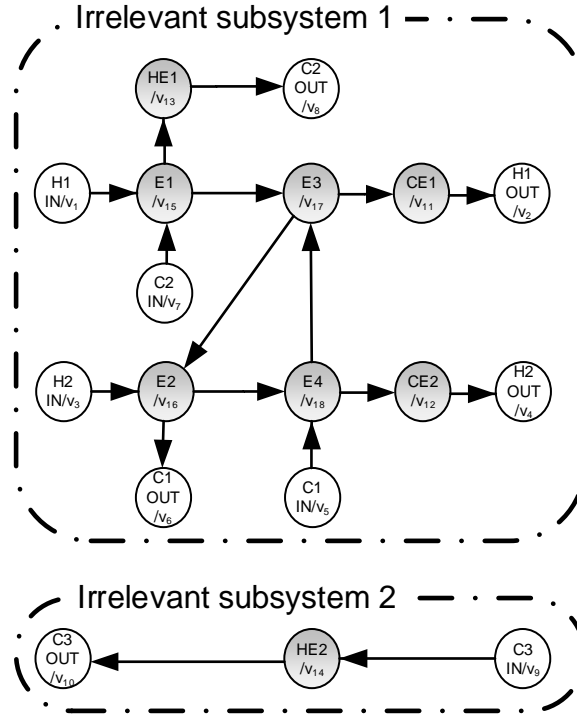 Irrelevant subsystem 1
HE1
/v₁₃
C2
OUT
/v₈
H1
IN/v₁
E1
/v₁₅
E3
/v₁₇
CE1
/v₁₁
H1
OUT
/v₂
C2
IN/v₇
H2
IN/v₃
E2
/v₁₆
E4
/v₁₈
CE2
/v₁₂
H2
OUT
/v₄
C1
OUT
/v₆
C1
IN/v₅
Irrelevant subsystem 2
C3
OUT
/v₁₀
HE2
/v₁₄
C3
IN/v₉